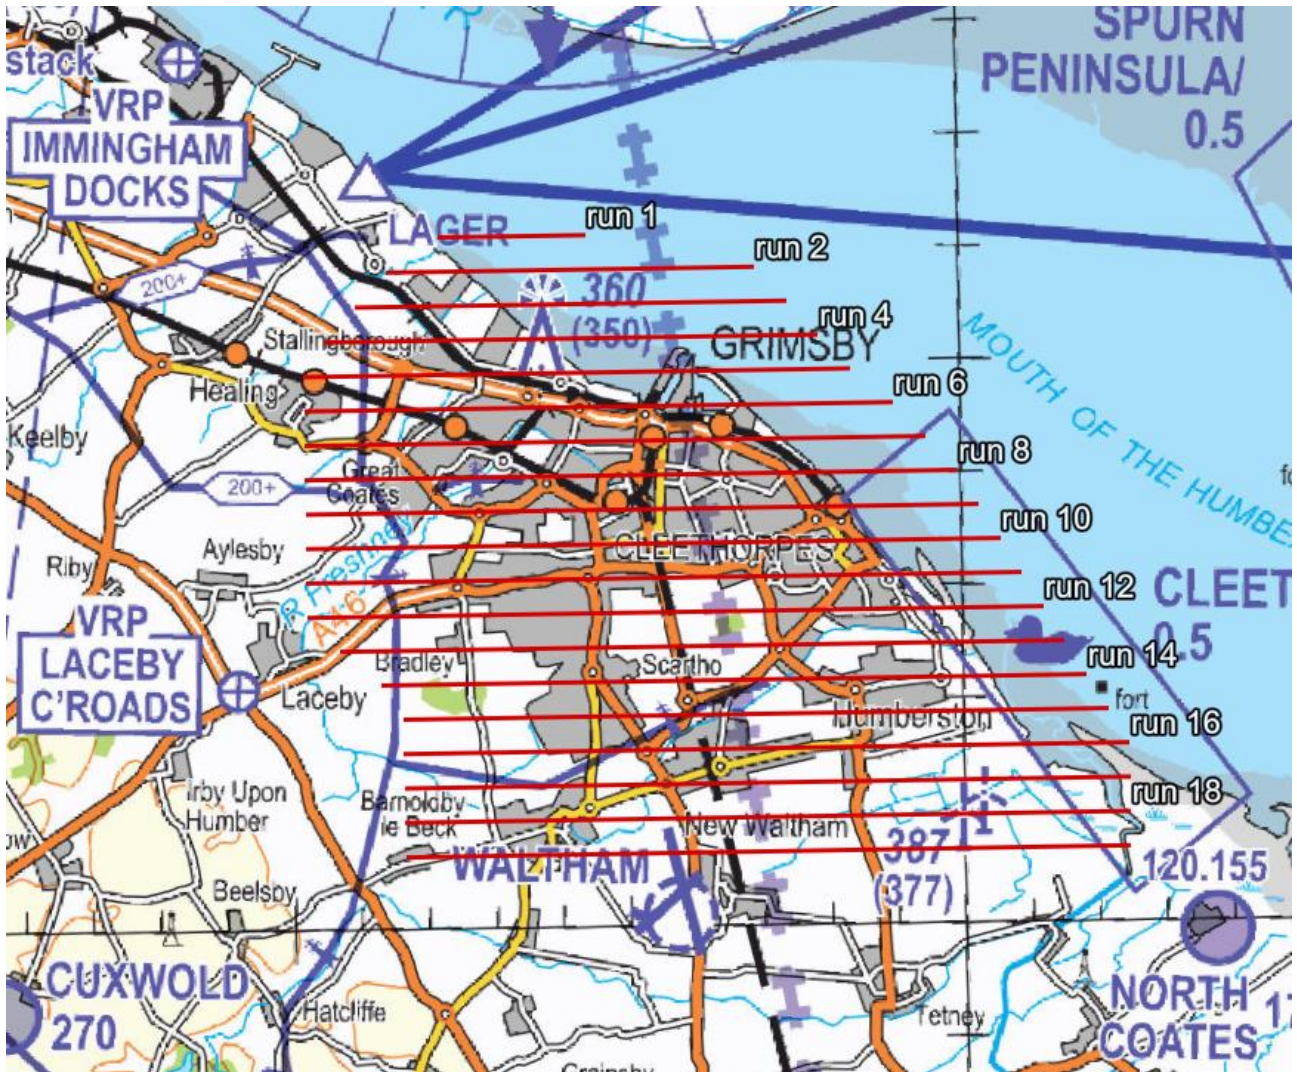 SPURN
PENINSULA/
0.5
stack
VRP
IMMINGHAM
DOCKS
LAGER
run 1
run 2
200+
360
(350)
run 4
Stallingborough
GRIMSBY
MOUTH OF THE HUMBE
Healing
run 6
Keelby
run 8
Great
Coates
200+
run 10
Aylesby
CLEETHORPES
Riby
R Freshney
A46
run 12
CLEET
0.5
VRP
LACEBY
C'ROADS
Bradley
Scartho
run 14
Laceby
fort
Humberston
run 16
Irby Upon
Humber
Barnoldby
le Beck
run 18
New Waltham
WALTHAM
387
(377)
120.155
Beelsby
CUXWOLD
270
Hatcliffe
Tetney
NORTH
COATES
17